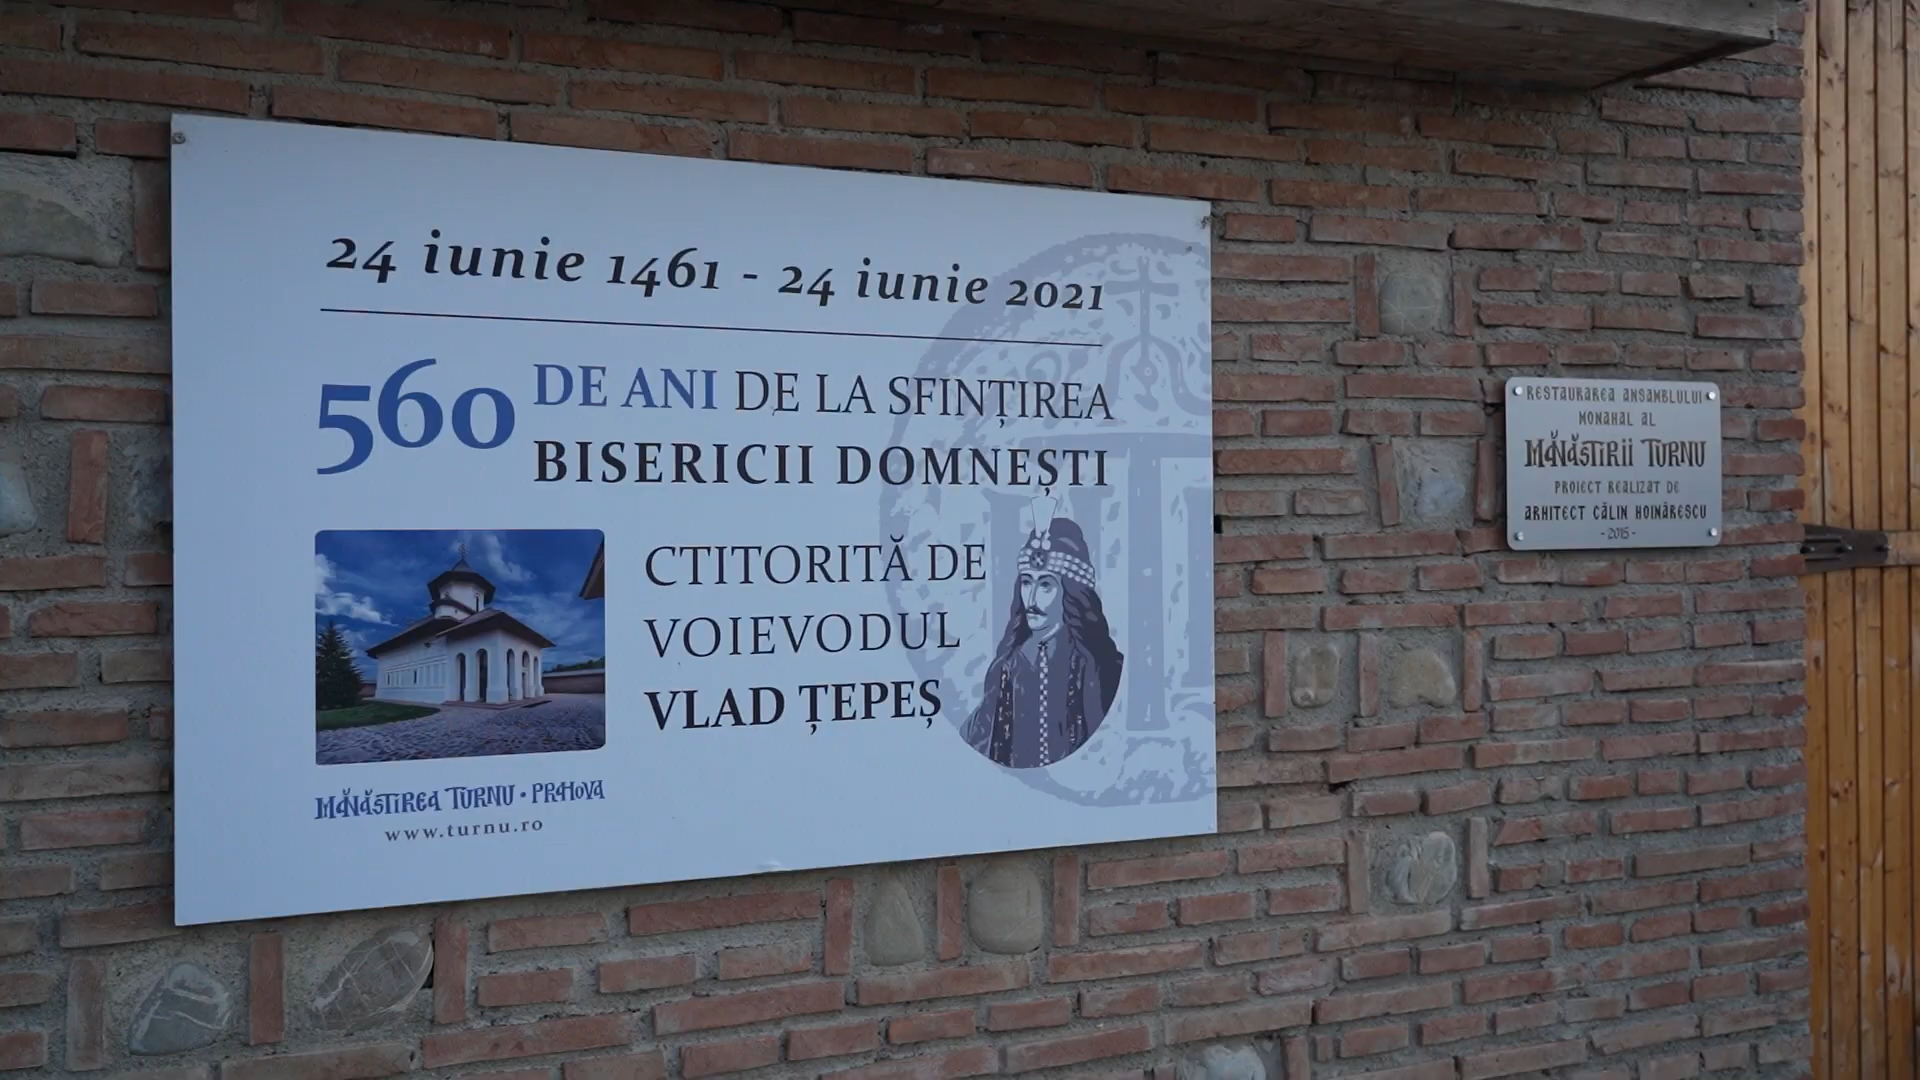 24 iunie 1461 - 24 iunie 2021
560 DE ANI DE LA SFINȚIREA
BISERICII DOMNEȘTI
CTITORITĂ DE
VOIEVODUL
VLAD ȚEPEȘ
MĂNĂSTIREA TURNU • PRAHOVA
www.turnu.ro
RESTAURAREA ANSAMBLULUI
MONAHAL AL
MĂNĂSTIRII TURNU
PROIECT REALIZAT DE
ARHITECT CĂLIN HOINĂRESCU
- 2015 -